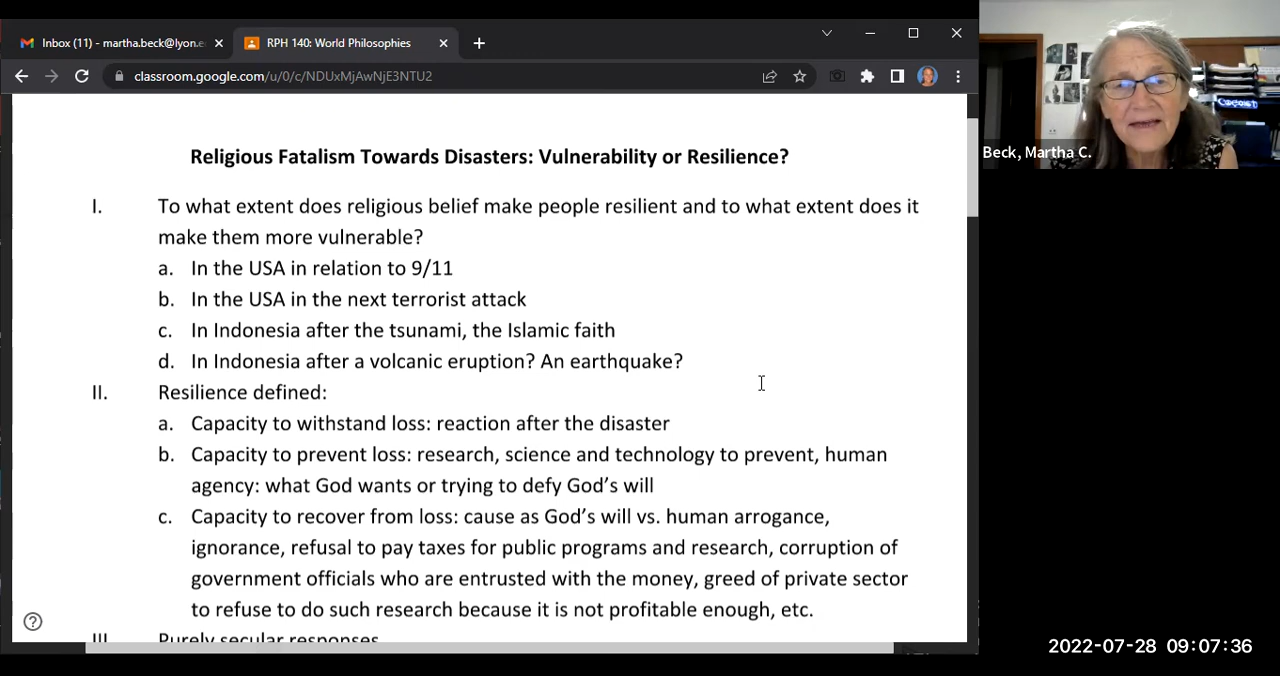 Inbox (11) - martha.beck@lyon.e
RPH 140: World Philosophies
classroom.google.com/u/0/c/NDUxMjAwNjE3NTU2
Religious Fatalism Towards Disasters: Vulnerability or Resilience?
I. To what extent does religious belief make people resilient and to what extent does it
make them more vulnerable?
a. In the USA in relation to 9/11
b. In the USA in the next terrorist attack
c. In Indonesia after the tsunami, the Islamic faith
d. In Indonesia after a volcanic eruption? An earthquake?
II. Resilience defined:
a. Capacity to withstand loss: reaction after the disaster
b. Capacity to prevent loss: research, science and technology to prevent, human
agency: what God wants or trying to defy God's will
c. Capacity to recover from loss: cause as God's will vs. human arrogance,
ignorance, refusal to pay taxes for public programs and research, corruption of
government officials who are entrusted with the money, greed of private sector
to refuse to do such research because it is not profitable enough, etc.
III. Purely secular responses
Beck, Martha C.
2022-07-28 09:07:36